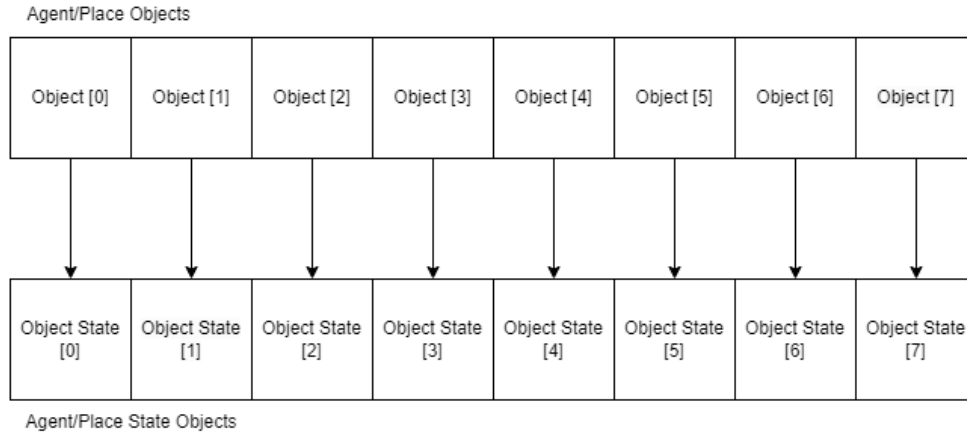 Agent/Place Objects
Object [0]
Object [1]
Object [2]
Object [3]
Object [4]
Object [5]
Object [6]
Object [7]
Object State
[0]
Object State
[1]
Object State
[2]
Object State
[3]
Object State
[4]
Object State
[5]
Object State
[6]
Object State
[7]
Agent/Place State Objects